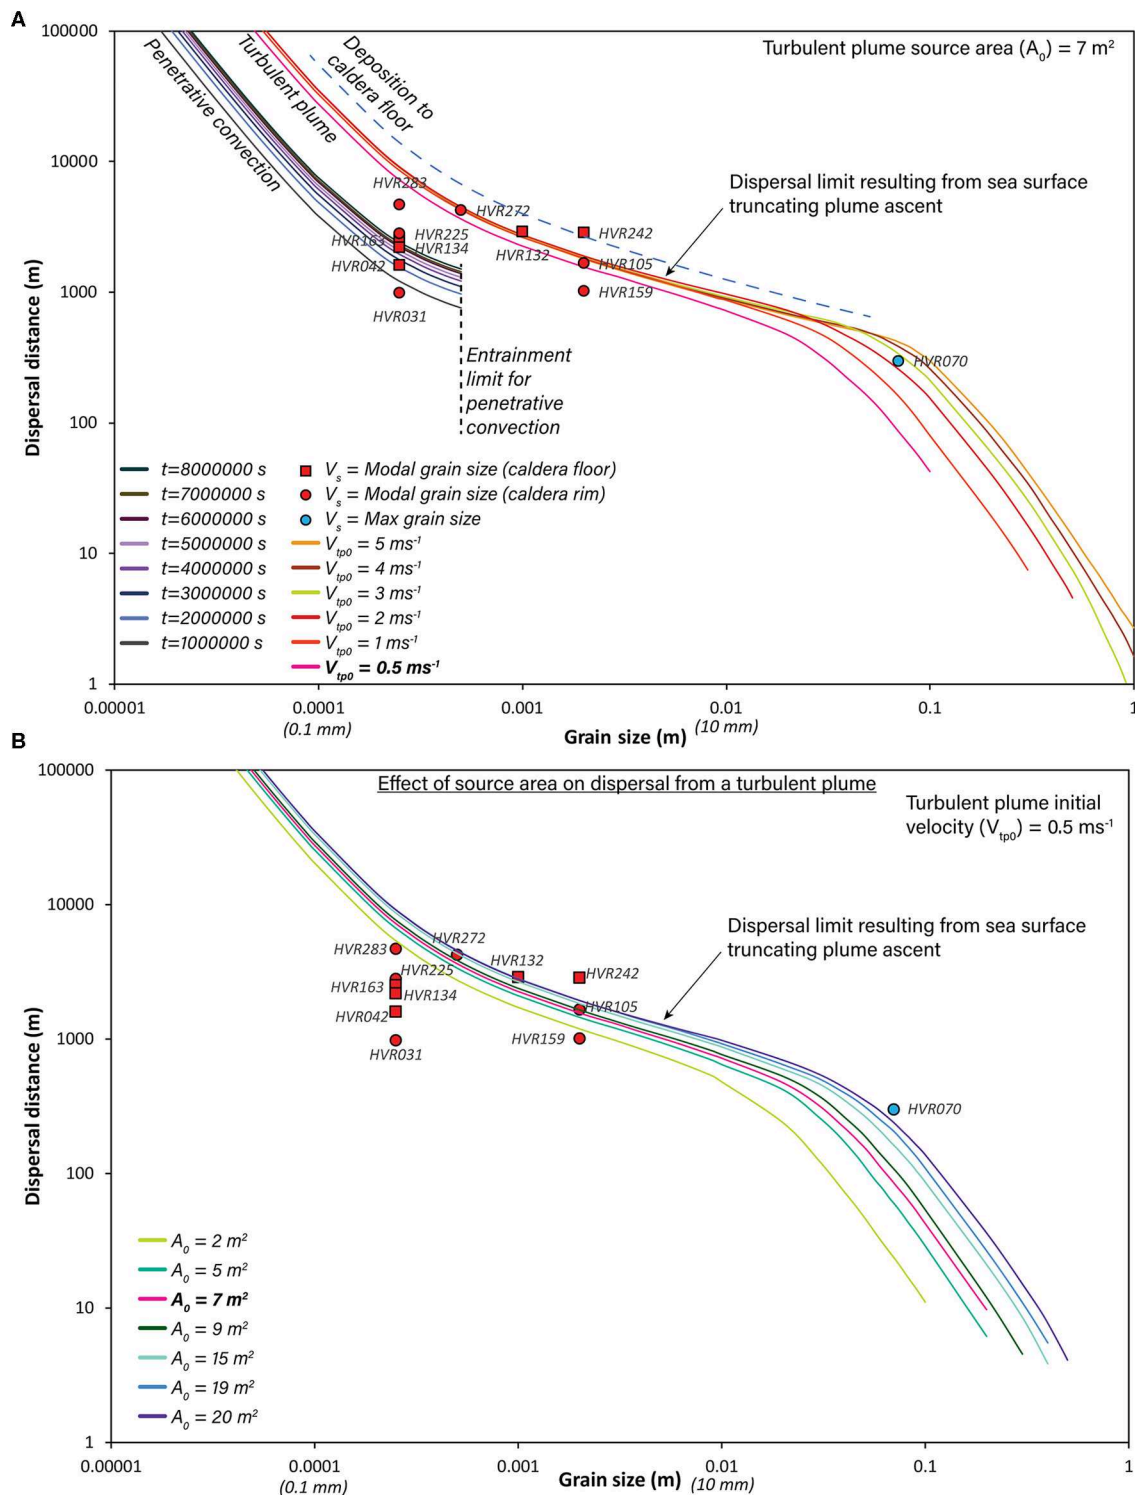 A
100000
10000
1000
100
10
1
Dispersal distance (m)
Penetrative convection
Turbulent plume
Deposition to
caldera floor
Turbulent plume source area (A0) = 7 m²
Dispersal limit resulting from sea surface
truncating plume ascent
HVR283
HVR272
HVR225
HVR163
HVR134
HVR042
HVR031
HVR132
HVR242
HVR105
HVR159
HVR070
Entrainment
limit for
penetrative
convection
t=8000000 s
t=7000000 s
t=6000000 s
t=5000000 s
t=4000000 s
t=3000000 s
t=2000000 s
t=1000000 s
Vs = Modal grain size (caldera floor)
Vs = Modal grain size (caldera rim)
Vs = Max grain size
Vtp0 = 5 ms-1
Vtp0 = 4 ms-1
Vtp0 = 3 ms-1
Vtp0 = 2 ms-1
Vtp0 = 1 ms-1
Vtp0 = 0.5 ms-1
0.00001
0.0001
0.001
0.01
0.1
1
(0.1 mm)
Grain size (m)
(10 mm)
B
100000
10000
1000
100
10
1
Dispersal distance (m)
Effect of source area on dispersal from a turbulent plume
Turbulent plume initial
velocity (Vtp0) = 0.5 ms-1
Dispersal limit resulting from sea surface
truncating plume ascent
HVR283
HVR272
HVR225
HVR163
HVR134
HVR042
HVR031
HVR132
HVR242
HVR105
HVR159
HVR070
A0 = 2 m²
A0 = 5 m²
A0 = 7 m²
A0 = 9 m²
A0 = 15 m²
A0 = 19 m²
A0 = 20 m²
0.00001
0.0001
0.001
0.01
0.1
1
(0.1 mm)
Grain size (m)
(10 mm)